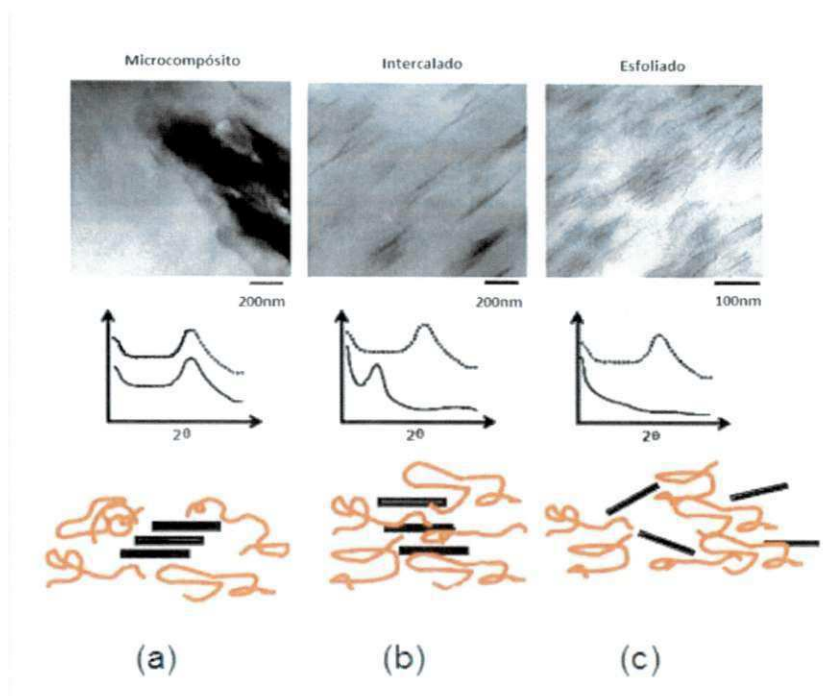 Microcompósito
Intercalado
Esfoliado
200nm
200nm
100nm
2θ
2θ
2θ
(a)
(b)
(c)